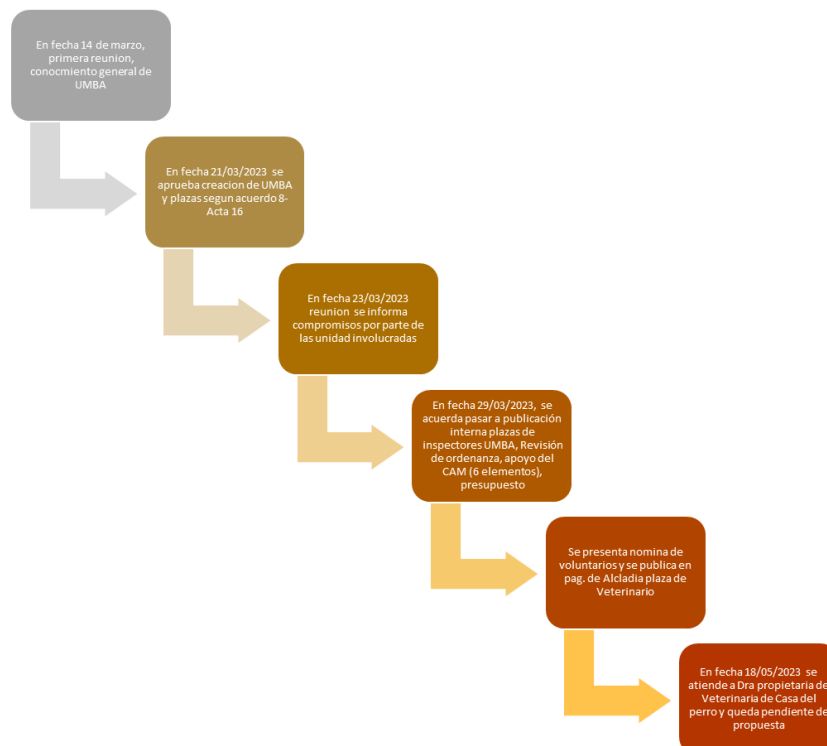 En fecha 14 de marzo,
primera reunion,
conocmiento general de
UMBA
En fecha 21/03/2023 se
aprueba creacion de UMBA
y plazas segun acuerdo 8-
Acta 16
En fecha 23/03/2023
reunion se informa
compromisos por parte de
las unidad involucradas
En fecha 29/03/2023, se
acuerda pasar a publicación
interna plazas de
inspectores UMBA, Revisión
de ordenanza, apoyo del
CAM (6 elementos),
presupuesto
Se presenta nomina de
voluntarios y se publica en
pag. de Alcladia plaza de
Veterinario
En fecha 18/05/2023 se
atiende a Dra propietaria de
Veterinaria de Casa del
perro y queda pendiente de
propuesta